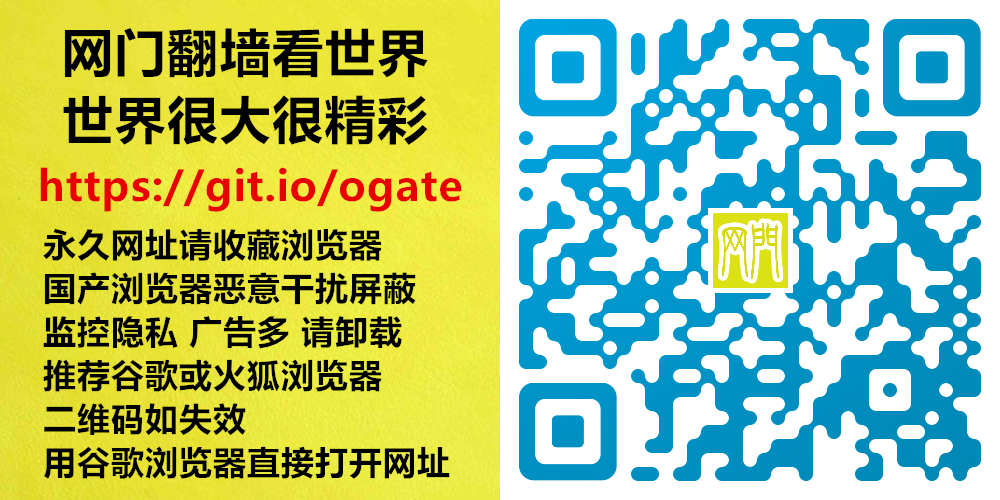 网门翻墙看世界
世界很大很精彩
https://git.io/ogate
永久网址请收藏浏览器
国产浏览器恶意干扰屏蔽
监控隐私 广告多 请卸载
推荐谷歌或火狐浏览器
二维码如失效
用谷歌浏览器直接打开网址
网門